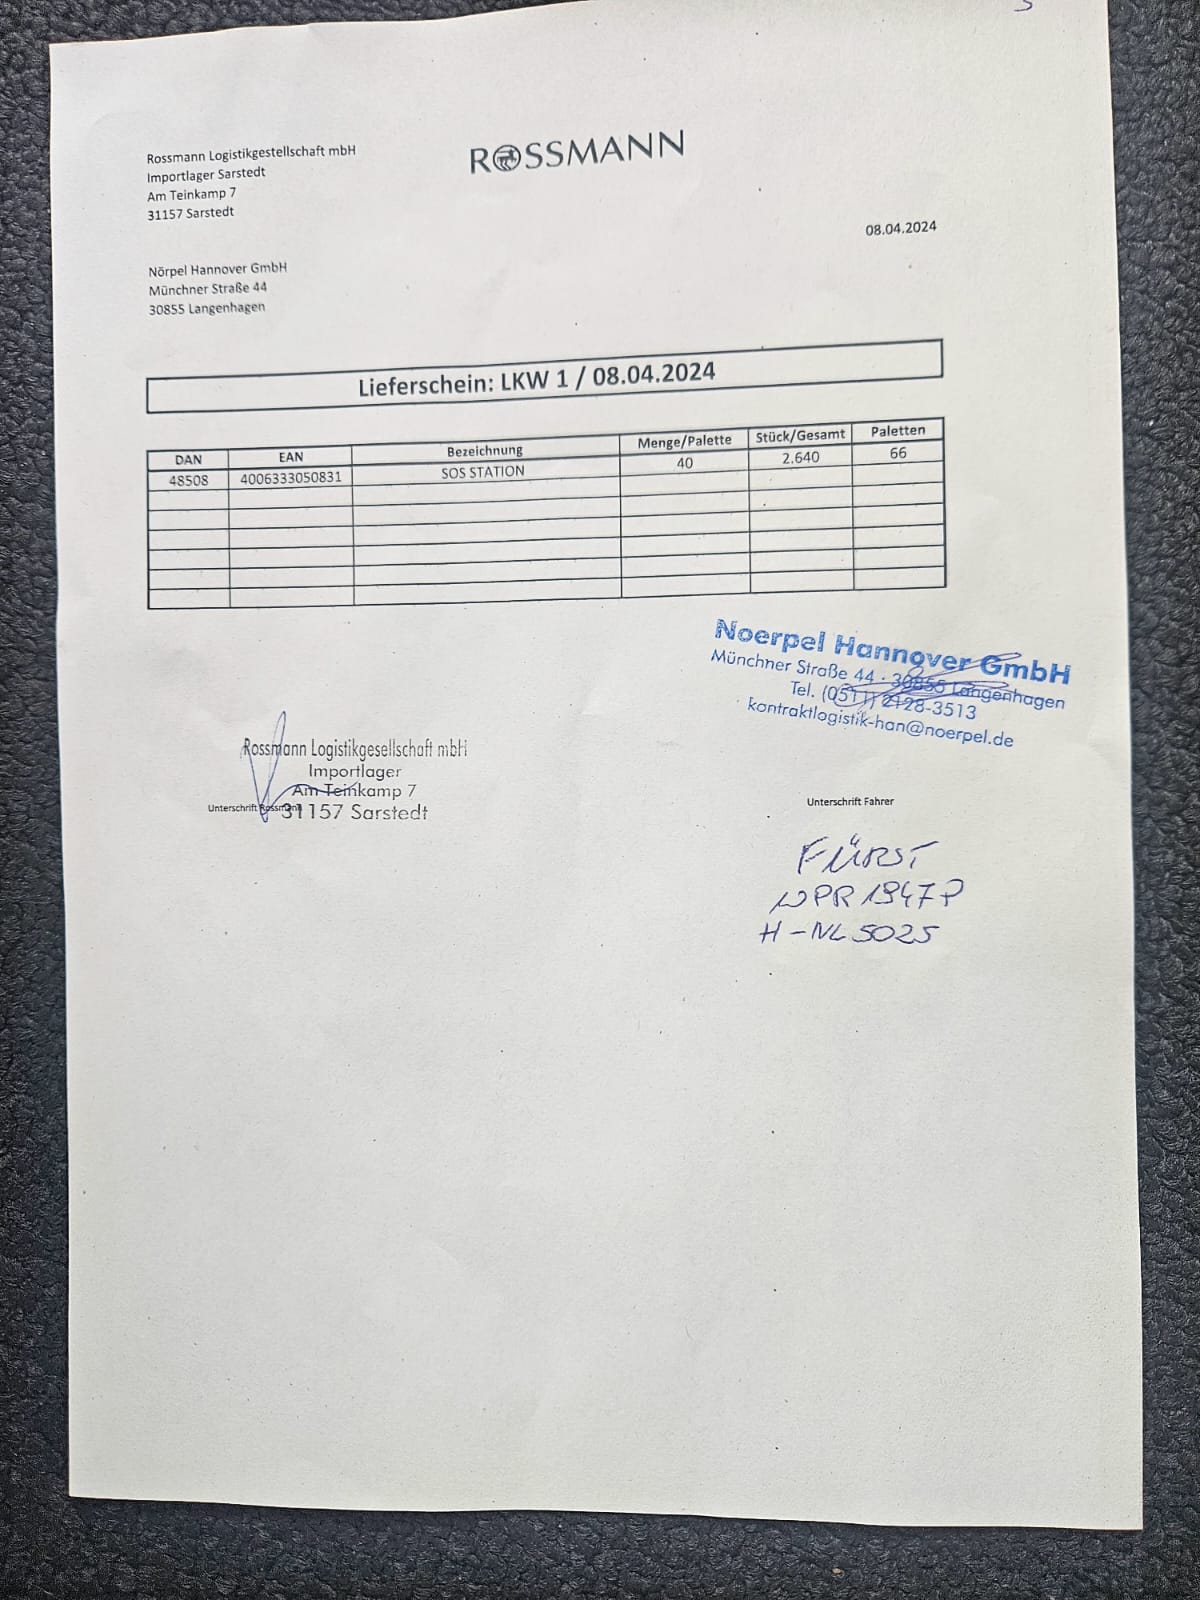 Rossmann Logistikgestellschaft mbH
Importlager Sarstedt
Am Teinkamp 7
31157 Sarstedt
ROSSMANN
08.04.2024
Nörpel Hannover GmbH
Münchner Straße 44
30855 Langenhagen
Lieferschein: LKW 1 / 08.04.2024
DAN EAN Bezeichnung Menge/Palette Stück/Gesamt Paletten
48508 4006333050831 SOS STATION 40 2.640 66
Noerpel Hannover GmbH
Münchner Straße 44 · 30855 Langenhagen
Tel. (0511) 2128-3513
kontraktlogistik-han@noerpel.de
Rossmann Logistikgesellschaft mbH
Importlager
Am Teinkamp 7
31157 Sarstedt
Unterschrift Rossmann
Unterschrift Fahrer
FÜRST
WPR 1947P
H-NL 5025